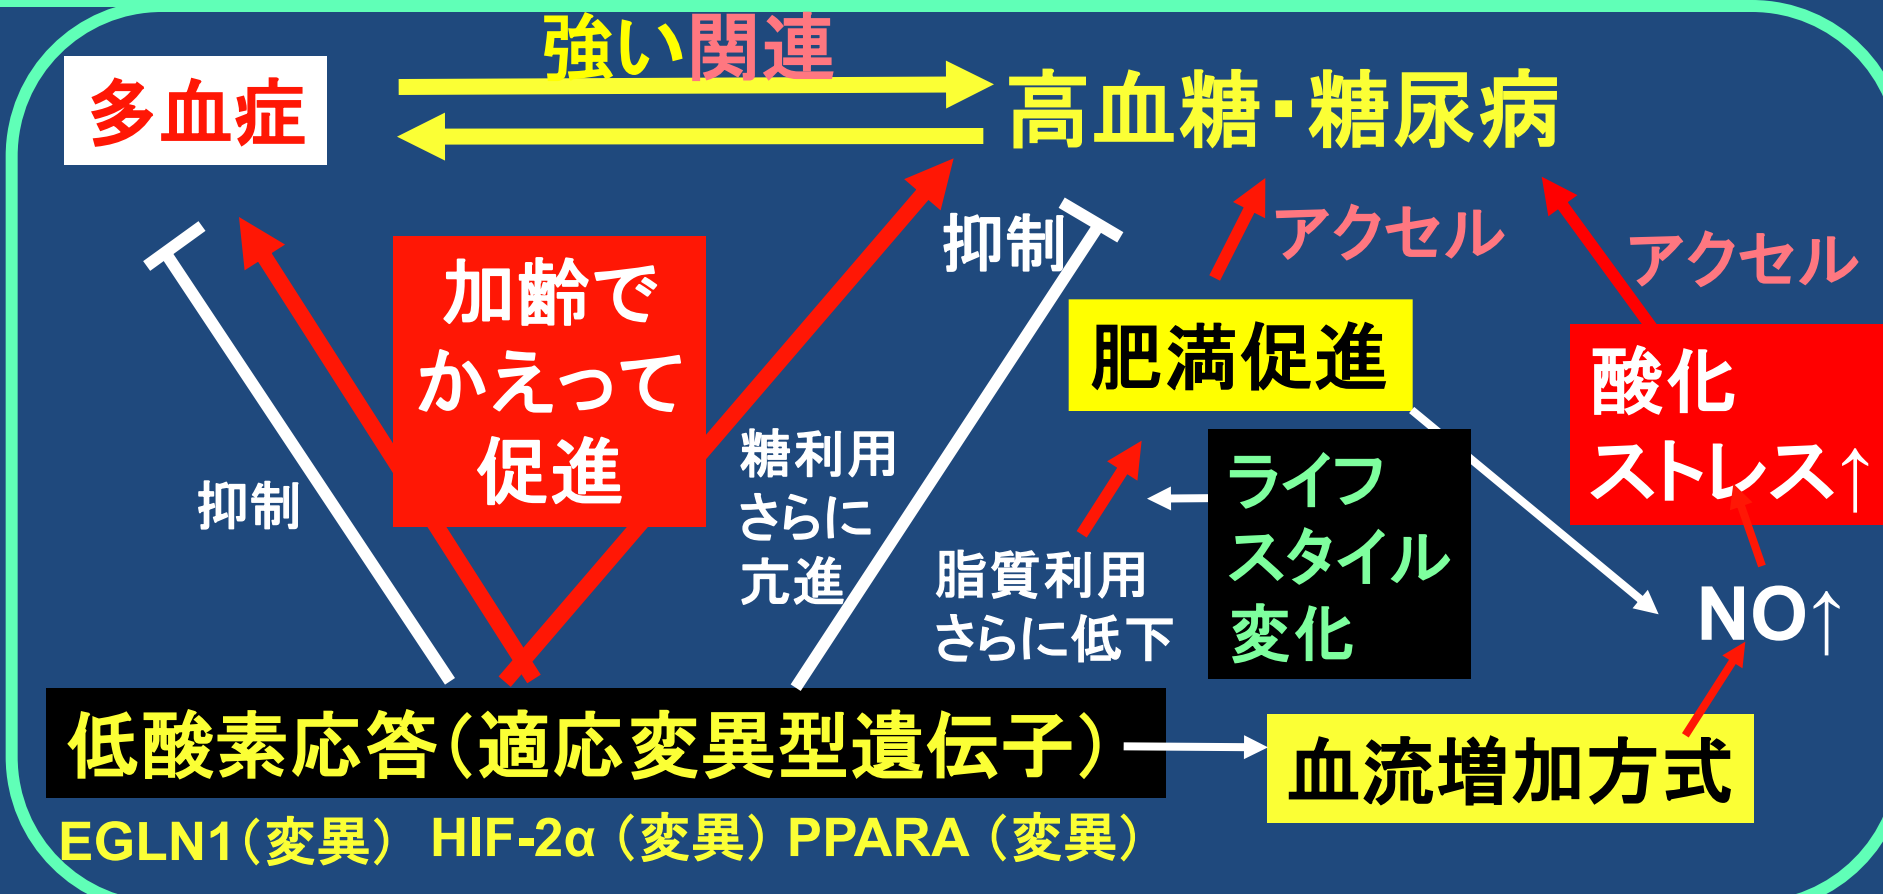 強い関連
多血症
高血糖・糖尿病
抑制
アクセル
アクセル
加齢で
かえって
促進
肥満促進
酸化
ストレス↑
抑制
糖利用
さらに
亢進
ライフ
スタイル
変化
脂質利用
さらに低下
NO↑
低酸素応答（適応変異型遺伝子）
血流増加方式
EGLN1（変異） HIF-2α（変異） PPARA（変異）